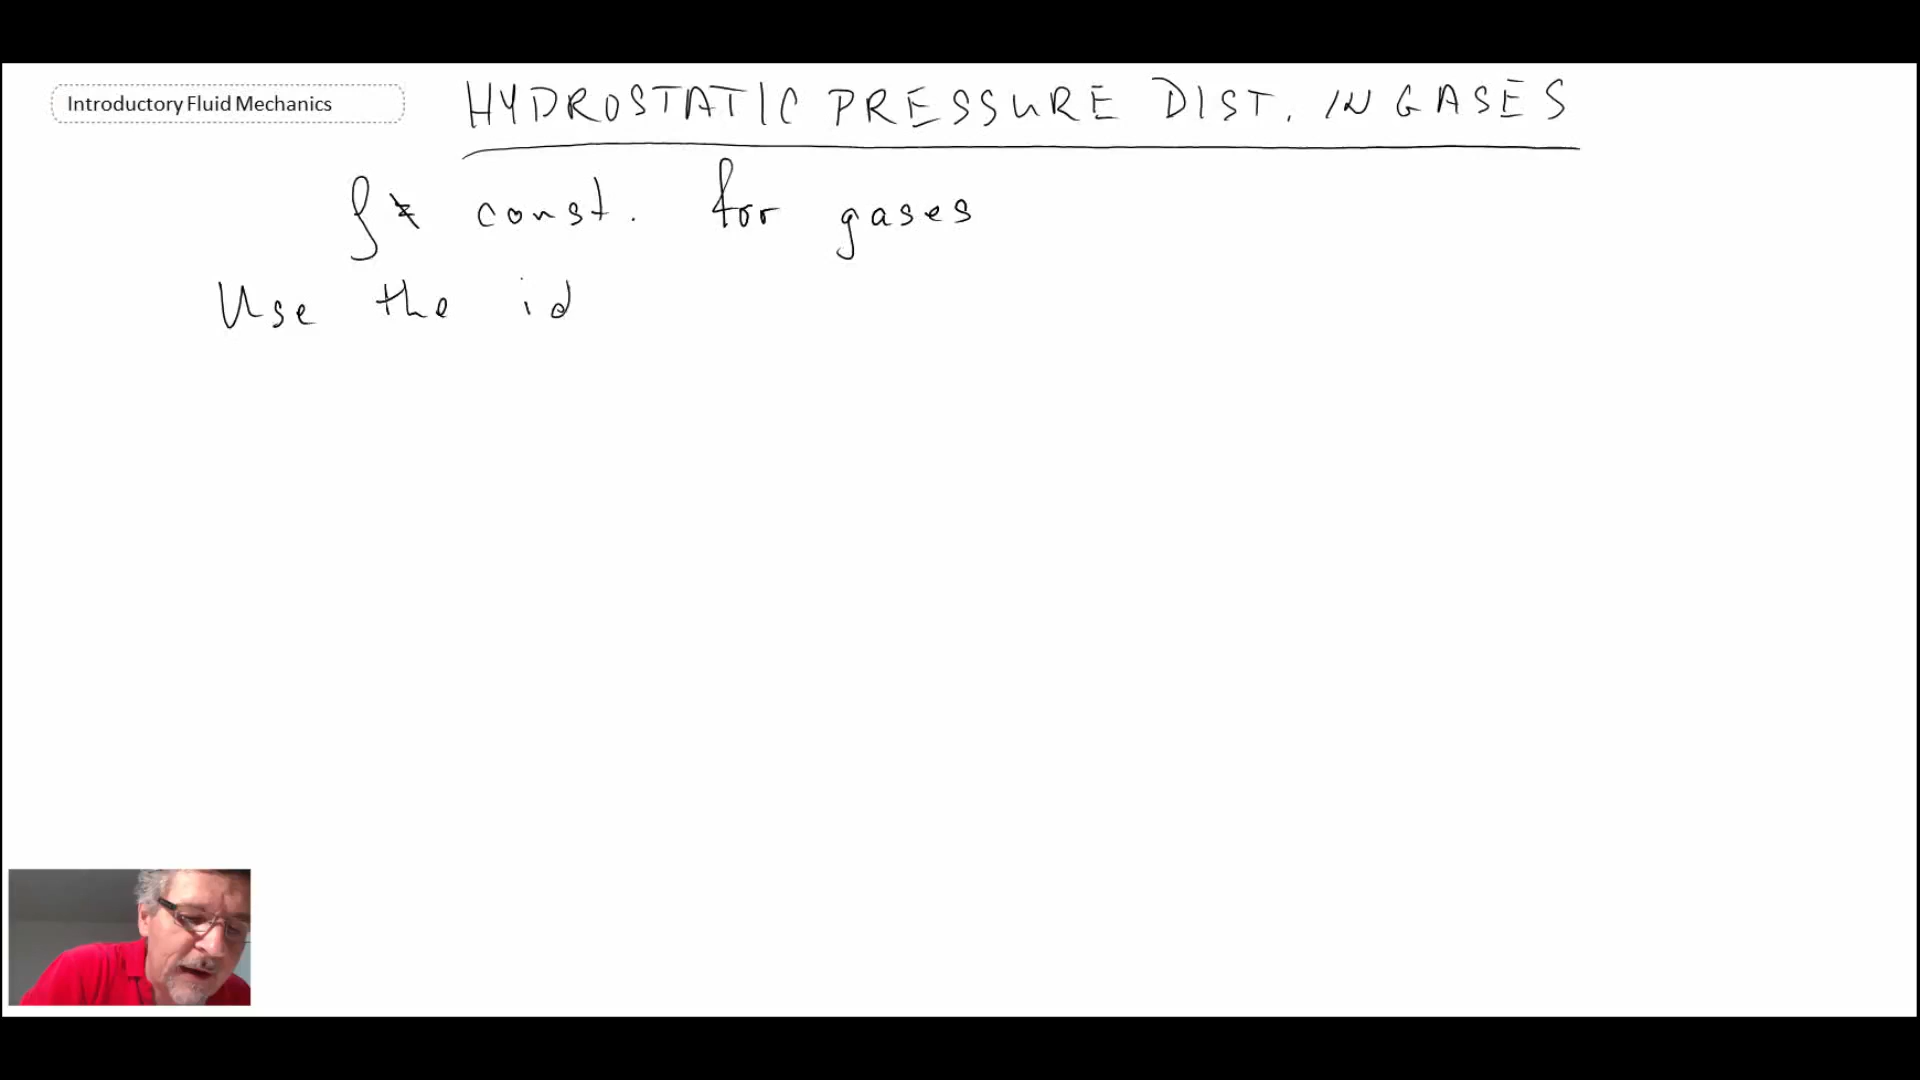 Introductory Fluid Mechanics
HYDROSTATIC PRESSURE DIST. IN GASES
ρ ≠ const. for gases
Use the id